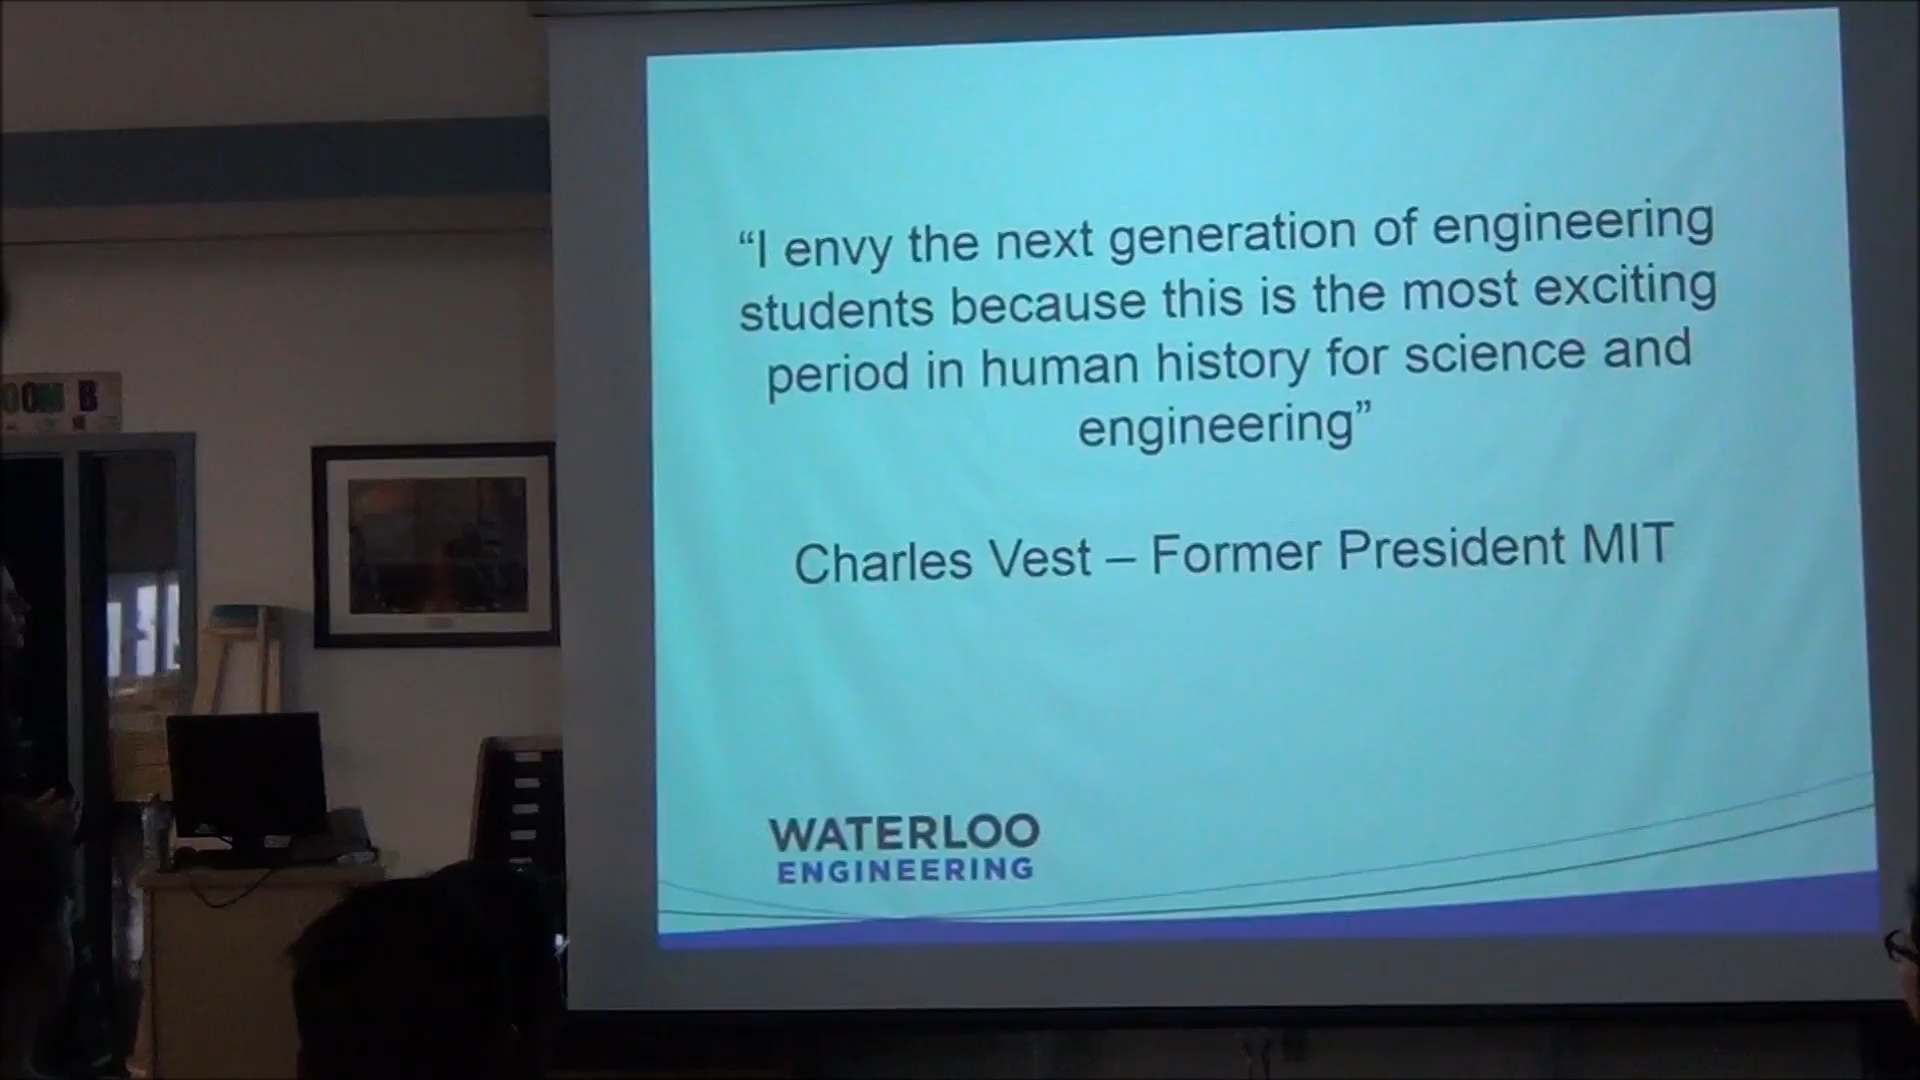 “I envy the next generation of engineering
students because this is the most exciting
period in human history for science and
engineering”
Charles Vest – Former President MIT
WATERLOO
ENGINEERING
B